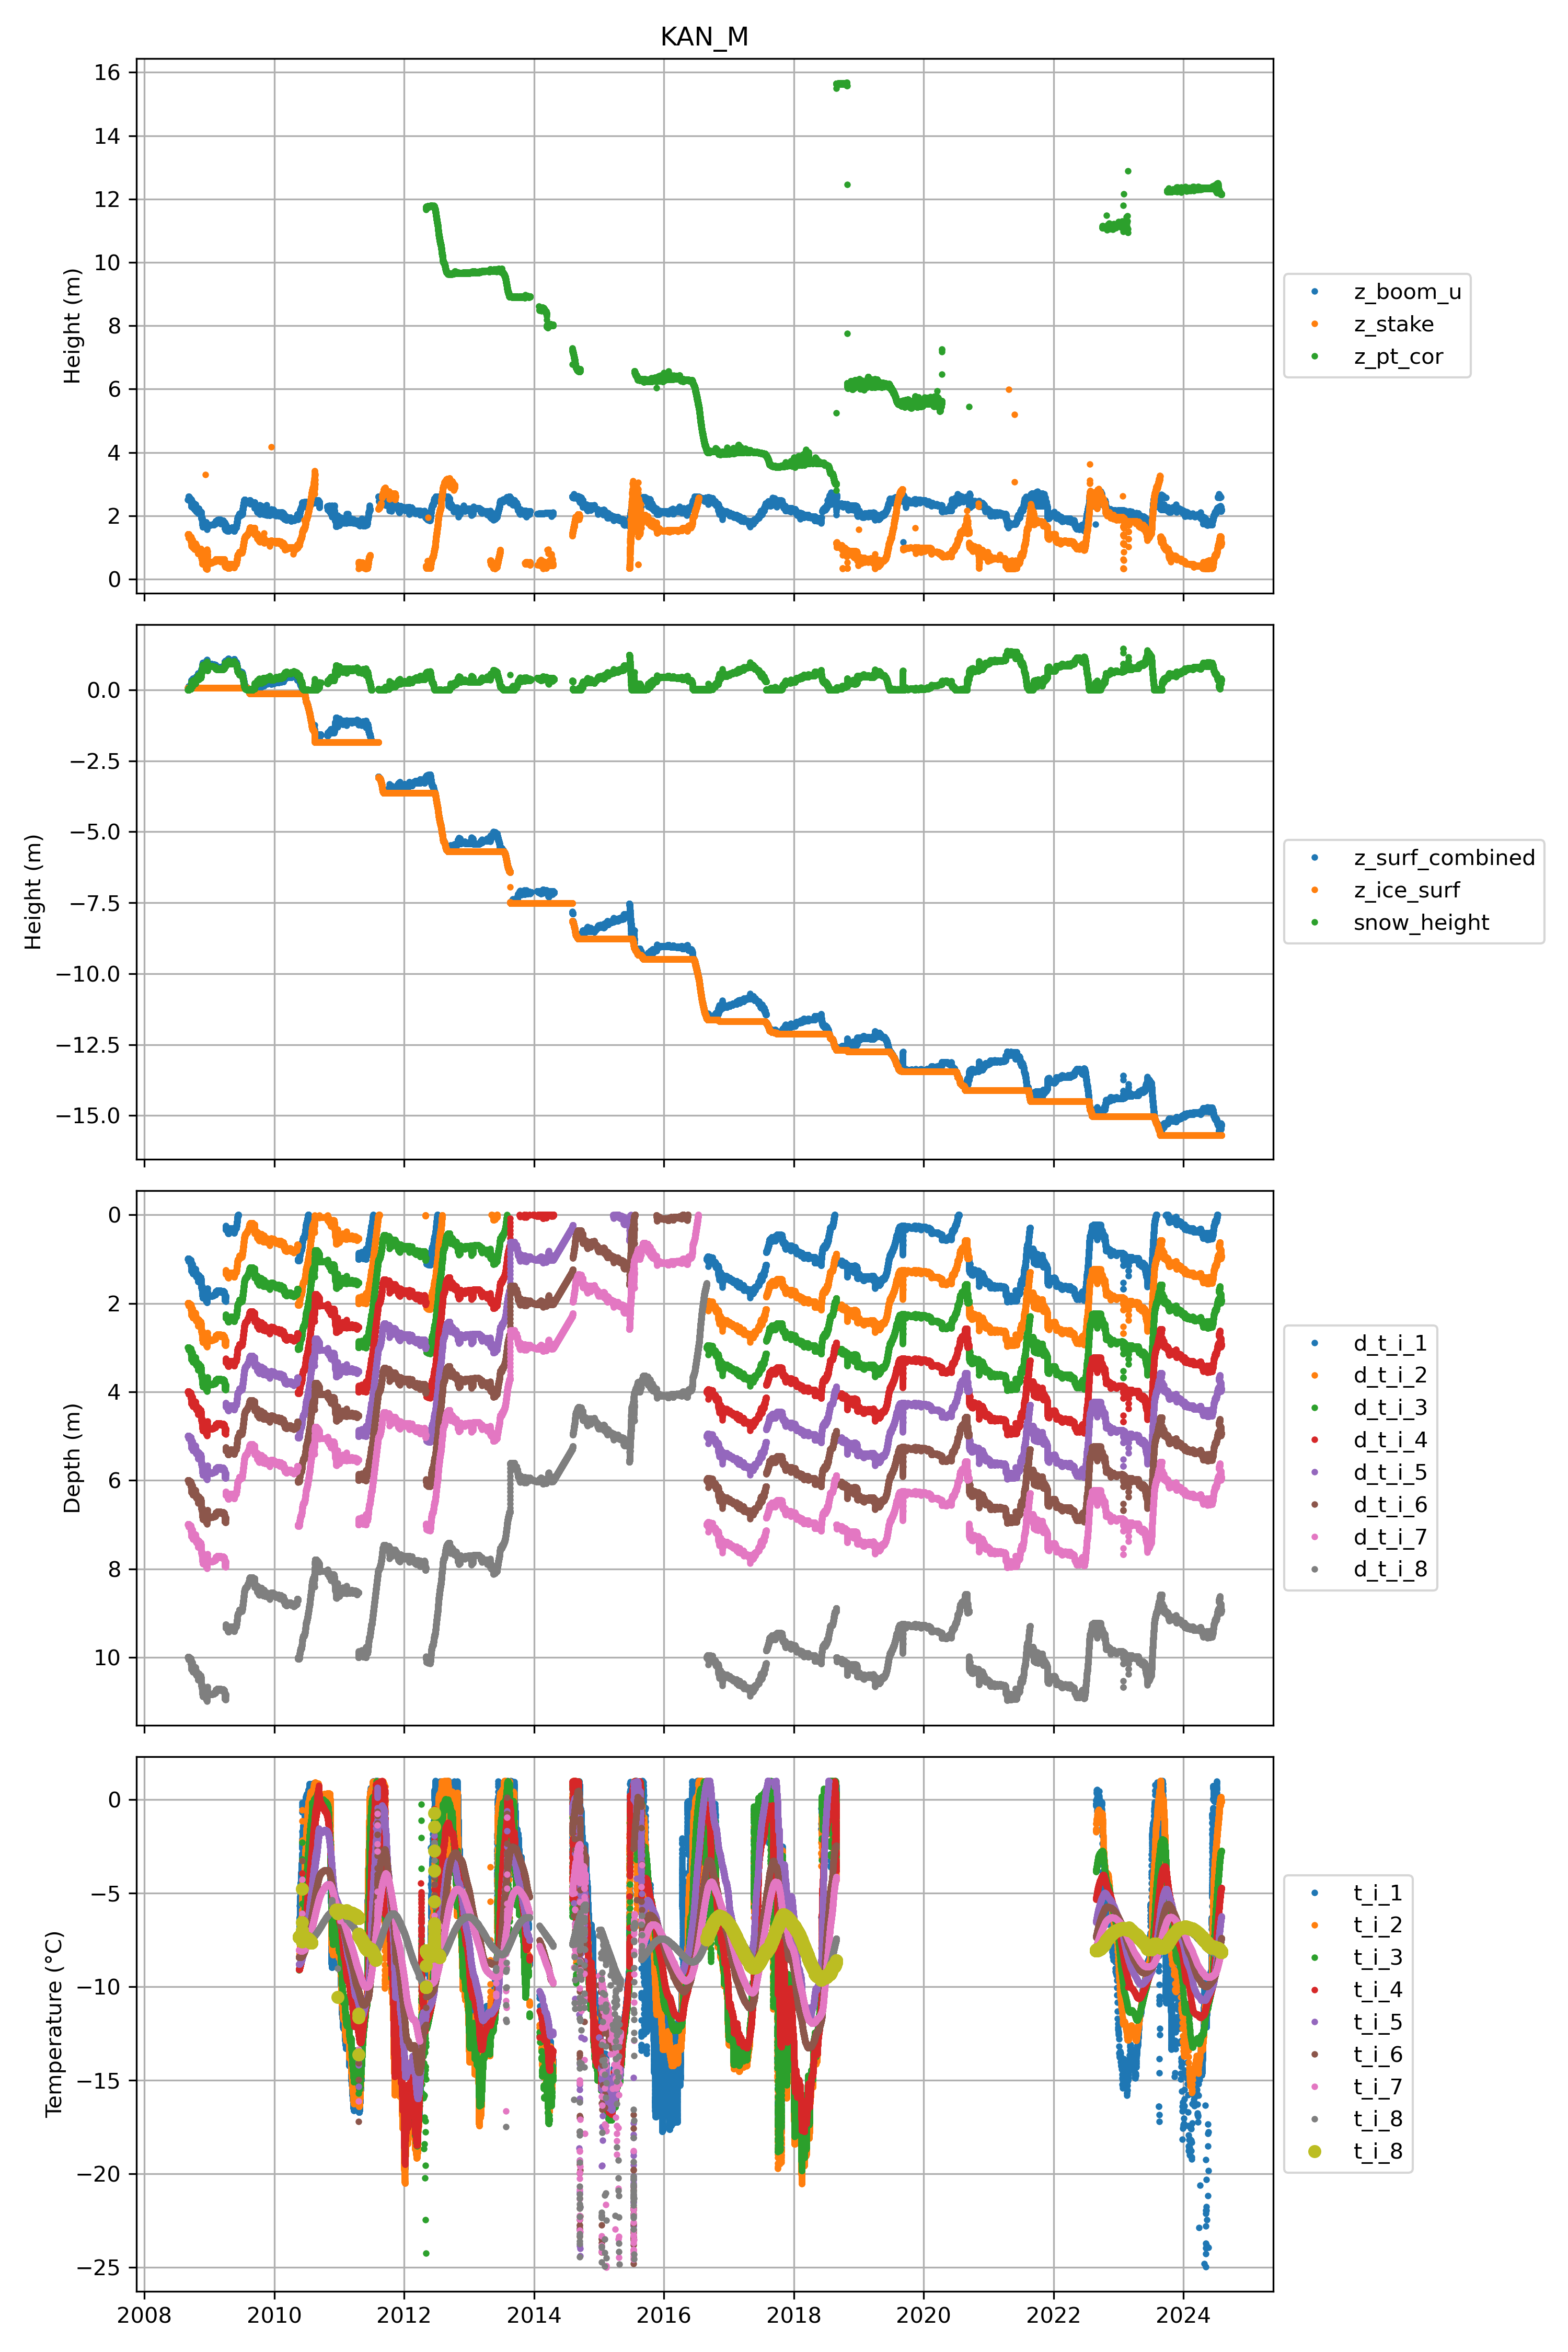 KAN_M
16
14
12
10
8
6
4
2
0
Height (m)
z_boom_u
z_stake
z_pt_cor
0.0
−2.5
−5.0
−7.5
−10.0
−12.5
−15.0
Height (m)
z_surf_combined
z_ice_surf
snow_height
0
2
4
6
8
10
Depth (m)
d_t_i_1
d_t_i_2
d_t_i_3
d_t_i_4
d_t_i_5
d_t_i_6
d_t_i_7
d_t_i_8
0
−5
−10
−15
−20
−25
Temperature (°C)
t_i_1
t_i_2
t_i_3
t_i_4
t_i_5
t_i_6
t_i_7
t_i_8
t_i_8
2008 2010 2012 2014 2016 2018 2020 2022 2024